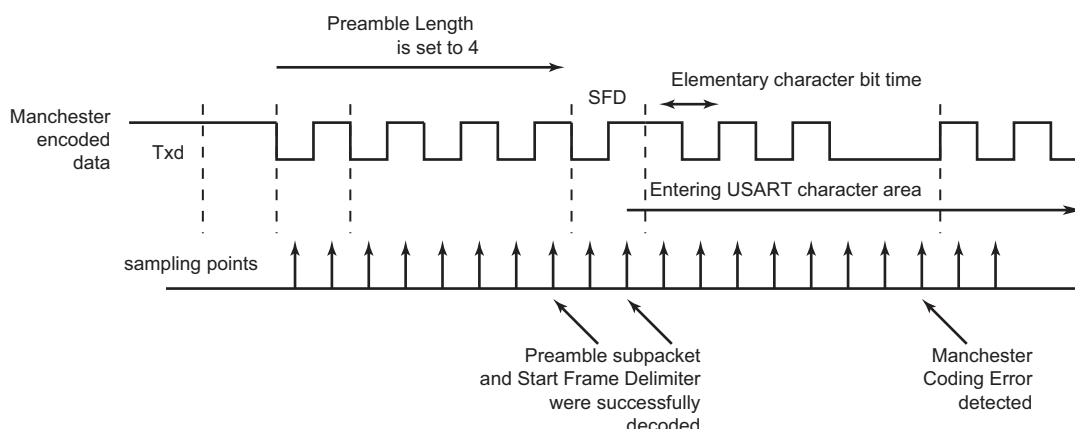 Preamble Length
is set to 4
Elementary character bit time
SFD
Manchester
encoded
data
Txd
Entering USART character area
sampling points
Preamble subpacket
and Start Frame Delimiter
were successfully
decoded
Manchester
Coding Error
detected